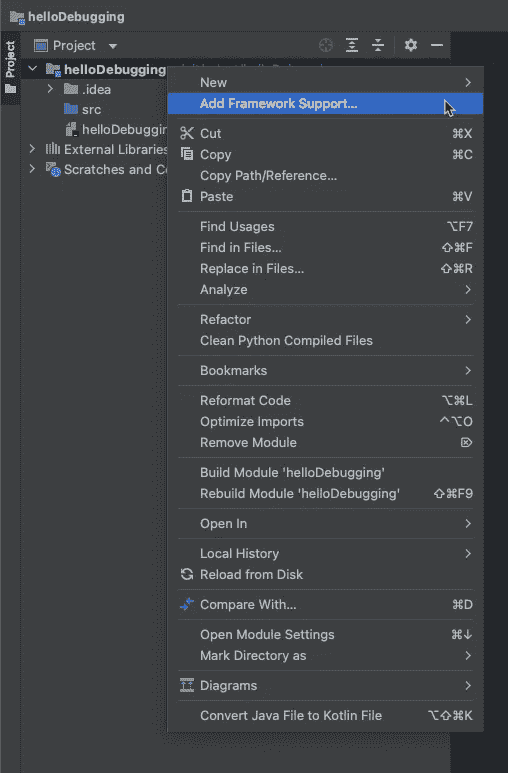 helloDebugging
Project
Project
helloDebugging
.idea
src
helloDebuggin
External Libraries
Scratches and Co
New
Add Framework Support...
Cut ⌘X
Copy ⌘C
Copy Path/Reference...
Paste ⌘V
Find Usages ⌥F7
Find in Files... ⇧⌘F
Replace in Files... ⇧⌘R
Analyze
Refactor
Clean Python Compiled Files
Bookmarks
Reformat Code ⌥⌘L
Optimize Imports ^⌥O
Remove Module ⌦
Build Module 'helloDebugging'
Rebuild Module 'helloDebugging' ⇧⌘F9
Open In
Local History
Reload from Disk
Compare With... ⌘D
Open Module Settings ⌘↓
Mark Directory as
Diagrams
Convert Java File to Kotlin File ⌥⇧⌘K